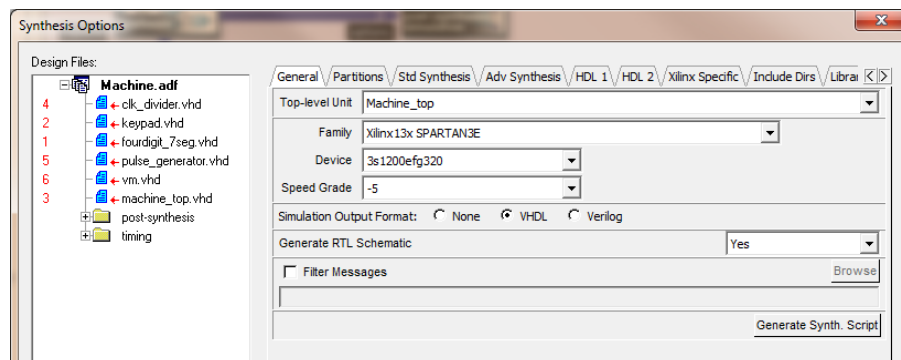 Synthesis Options
X
Design Files:
Machine.adf
4 clk_divider.vhd
2 keypad.vhd
1 fourdigit_7seg.vhd
5 pulse_generator.vhd
6 vm.vhd
3 machine_top.vhd
post-synthesis
timing
General Partitions Std Synthesis Adv Synthesis HDL 1 HDL 2 Xilinx Specific Include Dirs Librar
Top-level Unit Machine_top
Family Xilinx13x SPARTAN3E
Device 3s1200efg320
Speed Grade -5
Simulation Output Format: None VHDL Verilog
Generate RTL Schematic Yes
Filter Messages Browse
Generate Synth. Script